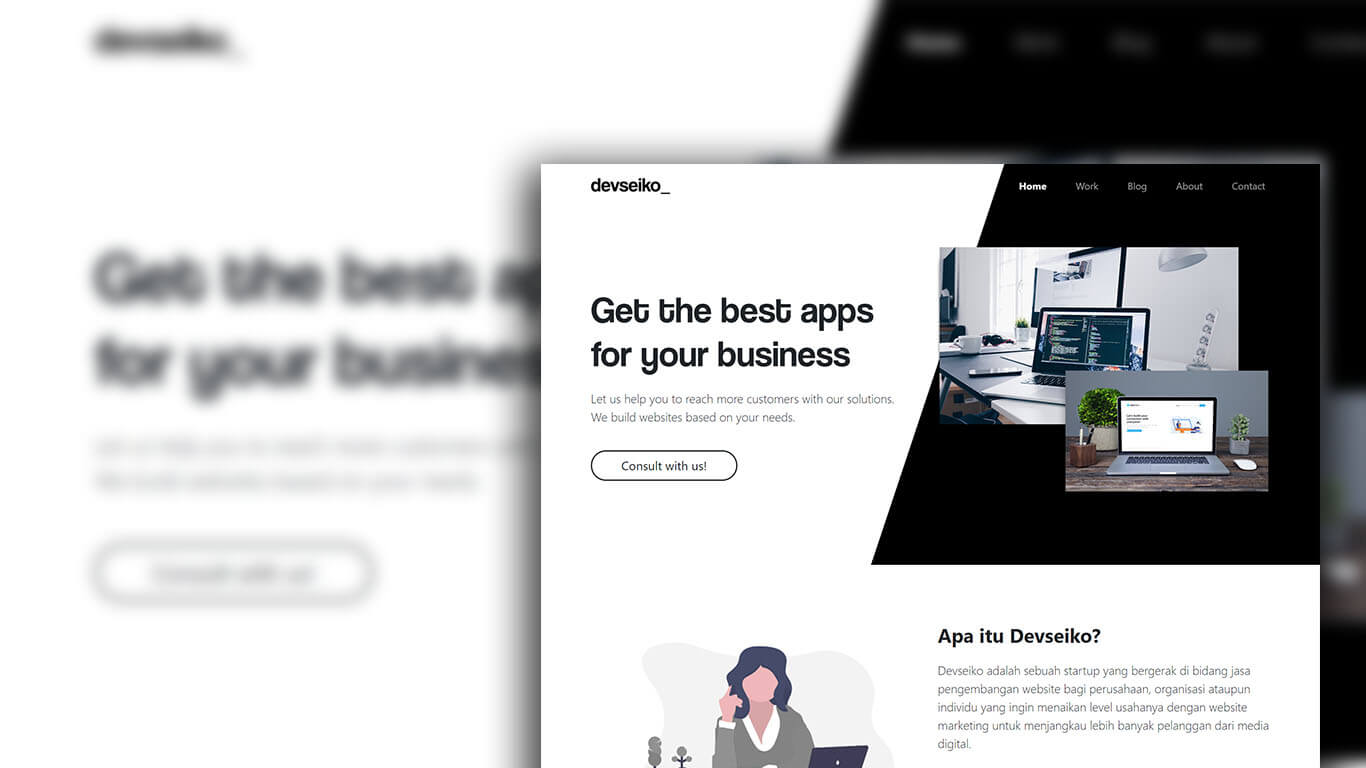 devseiko_
Home Work Blog About Contact
Get the best apps
for your business
Let us help you to reach more customers with our solutions.
We build websites based on your needs.
Consult with us!
Apa itu Devseiko?
Devseiko adalah sebuah startup yang bergerak di bidang jasa
pengembangan website bagi perusahaan, organisasi ataupun
individu yang ingin menaikan level usahanya dengan website
marketing untuk menjangkau lebih banyak pelanggan dari media
digital.